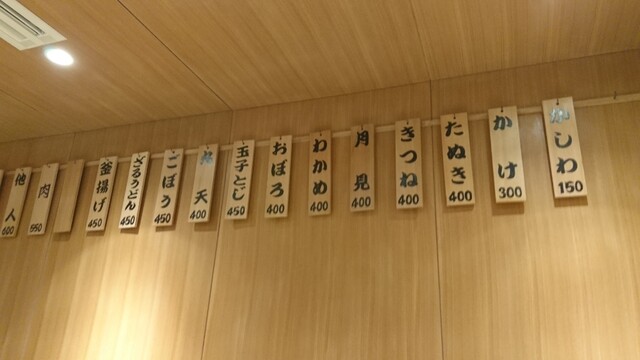 かしわ 150
かけ 300
たぬき 400
きつね 400
月見 400
わかめ 400
おぼろ 400
玉子とじ 450
天 400
ごぼう 450
ざるうどん 450
釜揚げ 450
肉 550
他人 600